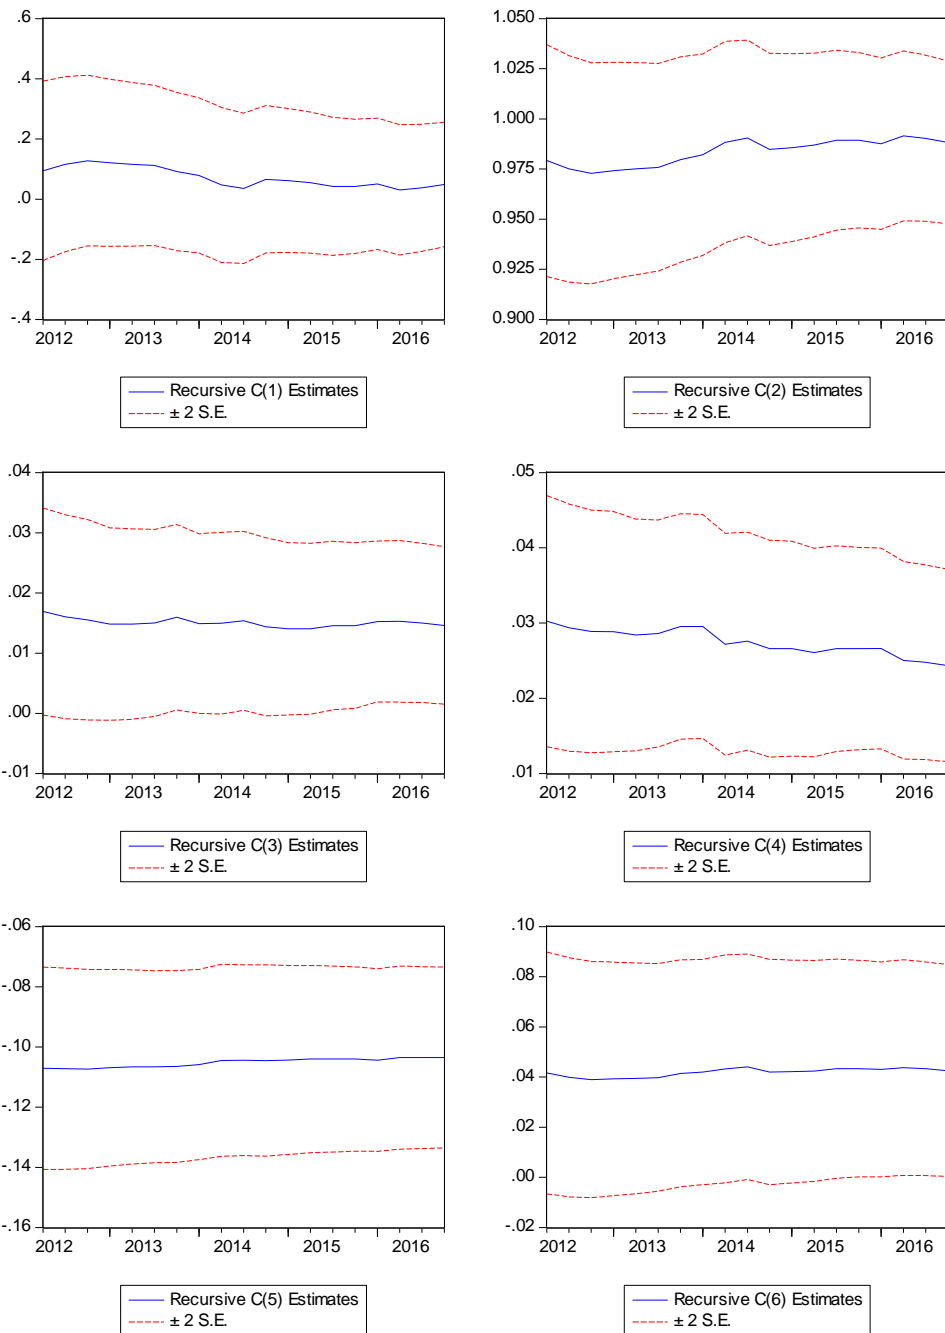 .6
.4
.2
.0
-.2
-.4
2012 2013 2014 2015 2016
Recursive C(1) Estimates
± 2 S.E.
1.050
1.025
1.000
0.975
0.950
0.925
0.900
2012 2013 2014 2015 2016
Recursive C(2) Estimates
± 2 S.E.
.04
.03
.02
.01
.00
-.01
2012 2013 2014 2015 2016
Recursive C(3) Estimates
± 2 S.E.
.05
.04
.03
.02
.01
2012 2013 2014 2015 2016
Recursive C(4) Estimates
± 2 S.E.
-.06
-.08
-.10
-.12
-.14
-.16
2012 2013 2014 2015 2016
Recursive C(5) Estimates
± 2 S.E.
.10
.08
.06
.04
.02
.00
-.02
2012 2013 2014 2015 2016
Recursive C(6) Estimates
± 2 S.E.